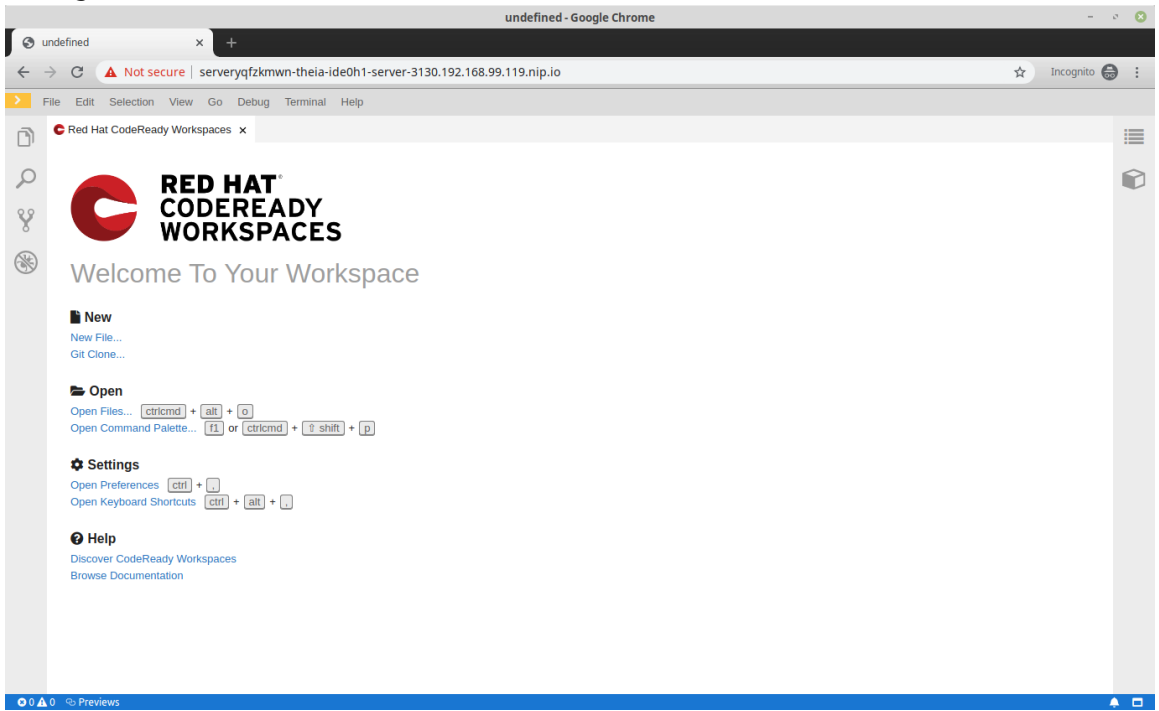 undefined - Google Chrome
undefined
Not secure | serveryqfzkmwn-theia-ide0h1-server-3130.192.168.99.119.nip.io
Incognito
File Edit Selection View Go Debug Terminal Help
Red Hat CodeReady Workspaces x
RED HAT®
CODEREADY
WORKSPACES
Welcome To Your Workspace
New
New File...
Git Clone...
Open
Open Files... ctrlcmd + alt + o
Open Command Palette... f1 or ctrlcmd + ⇧ shift + p
Settings
Open Preferences ctrl + ,
Open Keyboard Shortcuts ctrl + alt + ,
Help
Discover CodeReady Workspaces
Browse Documentation
0 0 Previews